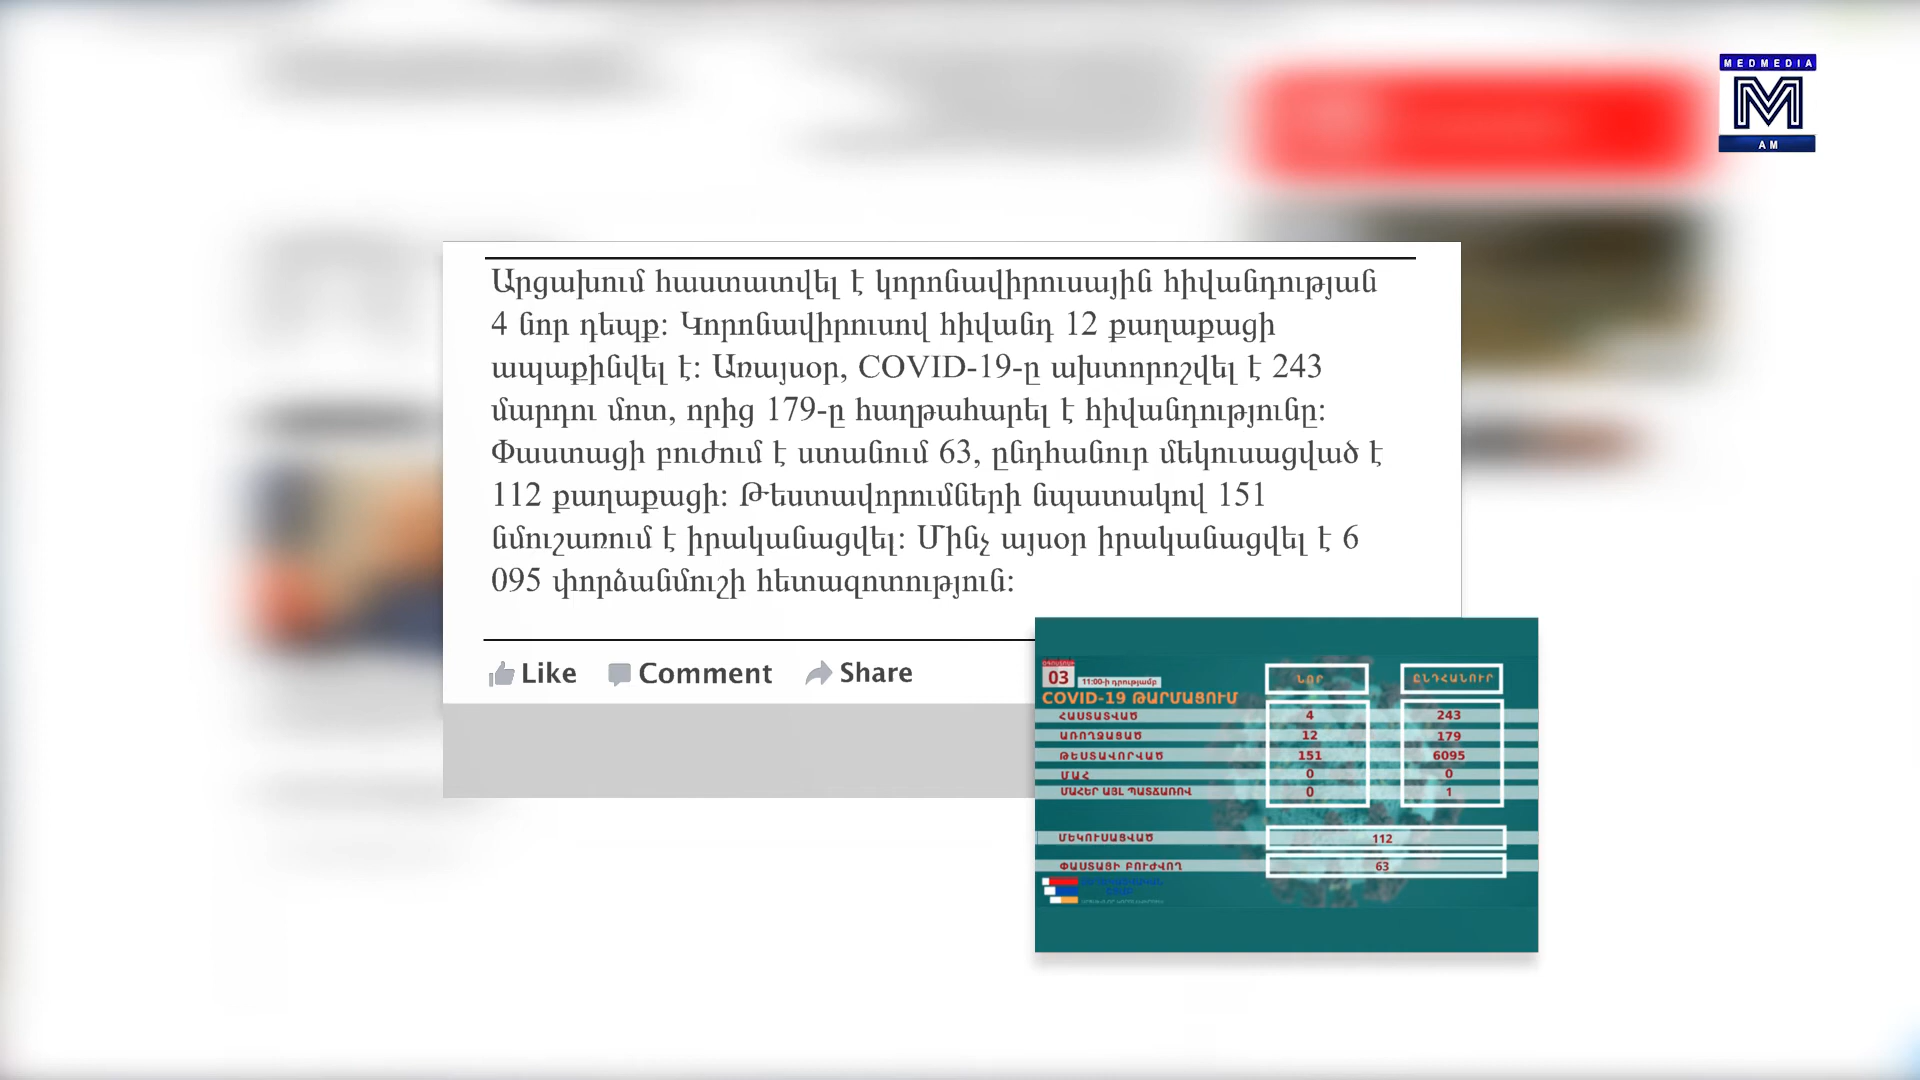 MEDMEDIA
M
AM
Արցախում հաստատվել է կորոնավիրուսային հիվանդության
4 նոր դեպք։ Կորոնավիրուսով հիվանդ 12 քաղաքացի
ապաքինվել է։ Առայսօր, COVID-19-ը ախտորոշվել է 243
մարդու մոտ, որից 179-ը հաղթահարել է հիվանդությունը։
Փաստացի բուժում է ստանում 63, ընդհանուր մեկուսացված է
112 քաղաքացի։ Թեստավորումների նպատակով 151
նմուշառում է իրականացվել։ Մինչ այսօր իրականացվել է 6
095 փորձանմուշի հետազոտություն։
Like Comment Share
ՕԳՈՍՏՈՍԻ
03 11:00-ի դրությամբ
COVID-19 ԹԱՐՄԱՑՈՒՄ
ՆՈՐ ԸՆԴՀԱՆՈՒՐ
ՀԱՍՏԱՏՎԱԾ 4 243
ԱՌՈՂՋԱՑԱԾ 12 179
ԹԵՍՏԱՎՈՐՎԱԾ 151 6095
ՄԱՀ 0 0
ՄԱՀԵՐ ԱՅԼ ՊԱՏՃԱՌՈՎ 0 1
ՄԵԿՈՒՍԱՑՎԱԾ 112
ՓԱՍՏԱՑԻ ԲՈՒԺՎՈՂ 63